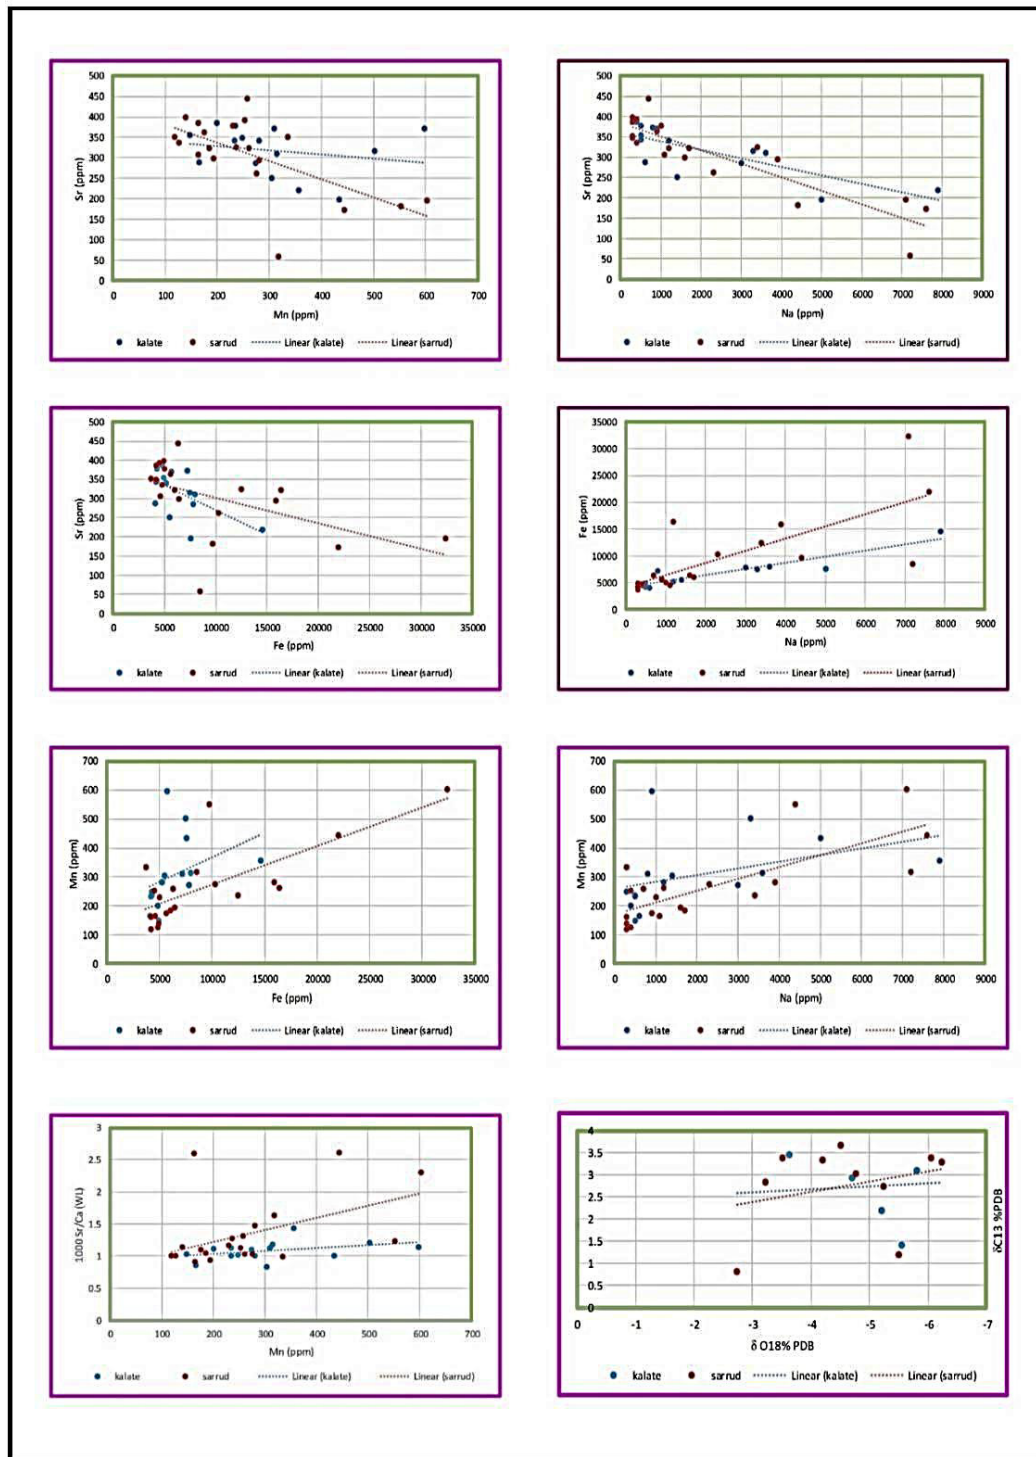 500
450
400
350
300
250
200
150
100
50
0
Sr (ppm)
0 100 200 300 400 500 600 700
Mn (ppm)
kalate sarrud Linear (kalate) Linear (sarrud)
500
450
400
350
300
250
200
150
100
50
0
Sr (ppm)
0 1000 2000 3000 4000 5000 6000 7000 8000 9000
Na (ppm)
kalate sarrud Linear (kalate) Linear (sarrud)
500
450
400
350
300
250
200
150
100
50
0
Sr (ppm)
0 5000 10000 15000 20000 25000 30000 35000
Fe (ppm)
kalate sarrud Linear (kalate) Linear (sarrud)
35000
30000
25000
20000
15000
10000
5000
0
Fe (ppm)
0 1000 2000 3000 4000 5000 6000 7000 8000 9000
Na (ppm)
kalate sarrud Linear (kalate) Linear (sarrud)
700
600
500
400
300
200
100
0
Mn (ppm)
0 5000 10000 15000 20000 25000 30000 35000
Fe (ppm)
kalate sarrud Linear (kalate) Linear (sarrud)
700
600
500
400
300
200
100
0
Mn (ppm)
0 1000 2000 3000 4000 5000 6000 7000 8000 9000
Na (ppm)
kalate sarrud Linear (kalate) Linear (sarrud)
3
2.5
2
1.5
1
0.5
0
1000 Sr/Ca (WL)
0 100 200 300 400 500 600 700
Mn (ppm)
kalate sarrud Linear (kalate) Linear (sarrud)
4
3.5
3
2.5
2
1.5
1
0.5
0
δC13 %PDB
0 -1 -2 -3 -4 -5 -6 -7
δ O18% PDB
kalate sarrud Linear (kalate) Linear (sarrud)